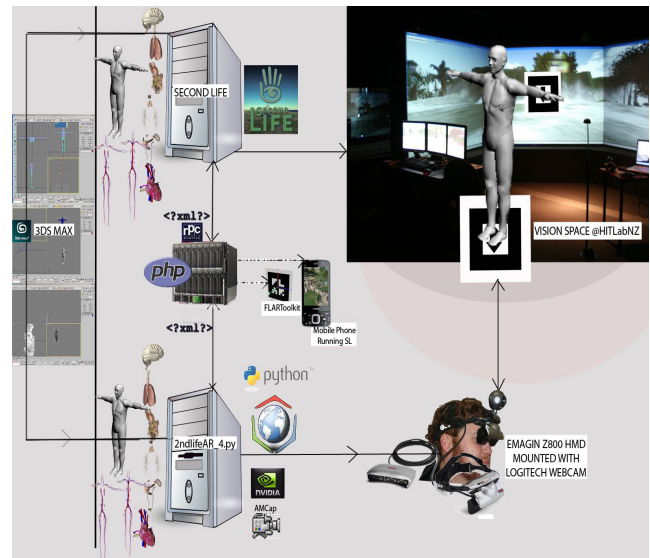 SECOND LIFE
SECOND
LIFE
3DS MAX
VISION SPACE @HITLabNZ
<?xml?>
rpc
php
FLARToolkit
Mobile Phone
Running SL
<?xml?>
python
2ndlifeAR_4.py
NVIDIA
AMCap
EMAGIN Z800 HMD
MOUNTED WITH
LOGITECH WEBCAM